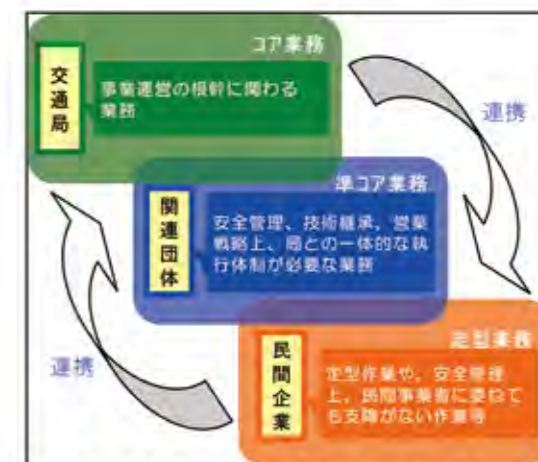 コア業務
交通局
事業運営の根幹に関わる
業務
連携
準コア業務
関連団体
安全管理、技術継承、営業
戦略上、局との一体的な執
行体制が必要な業務
定型業務
民間企業
定型作業や、安全管理
上、民間事業者に委ねて
も支障がない作業等
連携